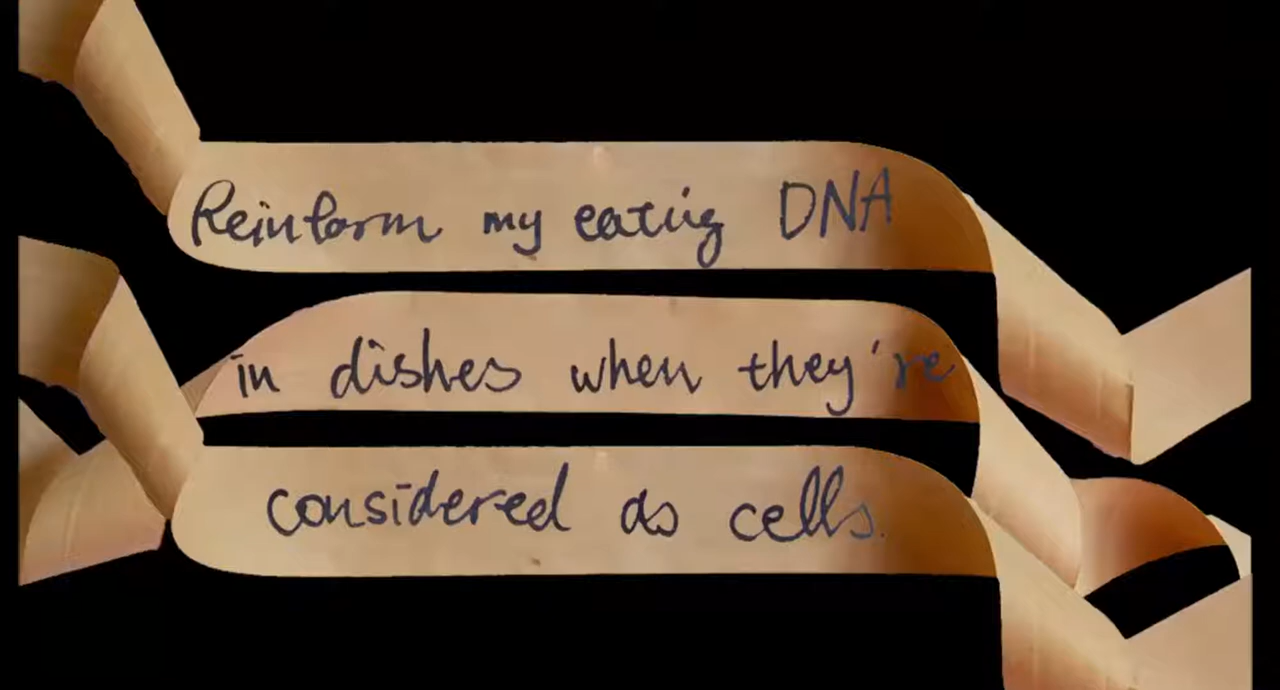 Reinform my eating DNA
in dishes when they're
considered as cells.